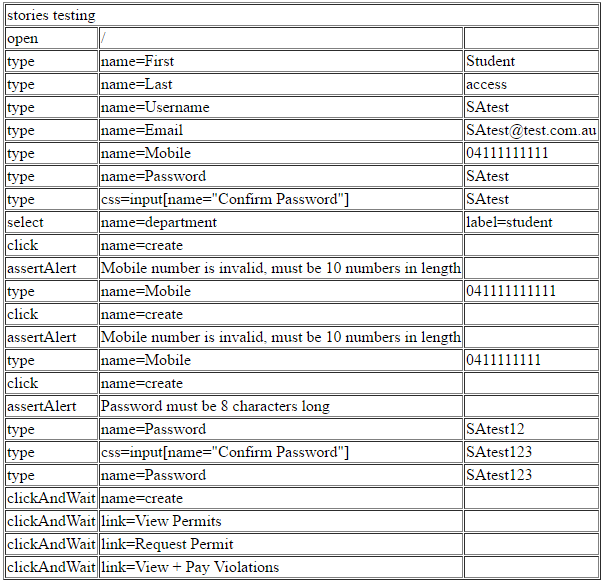 stories testing
open /
type name=First Student
type name=Last access
type name=Username SAtest
type name=Email SAtest@test.com.au
type name=Mobile 04111111111
type name=Password SAtest
type css=input[name="Confirm Password"] SAtest
select name=department label=student
click name=create
assertAlert Mobile number is invalid, must be 10 numbers in length
type name=Mobile 041111111111
click name=create
assertAlert Mobile number is invalid, must be 10 numbers in length
type name=Mobile 0411111111
click name=create
assertAlert Password must be 8 characters long
type name=Password SAtest12
type css=input[name="Confirm Password"] SAtest123
type name=Password SAtest123
clickAndWait name=create
clickAndWait link=View Permits
clickAndWait link=Request Permit
clickAndWait link=View + Pay Violations